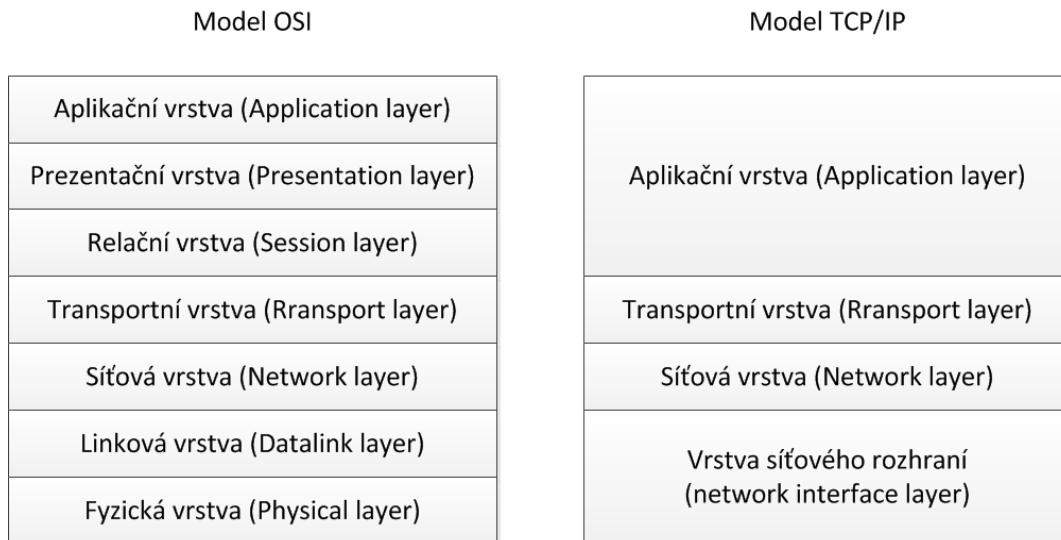 Model OSI
Aplikační vrstva (Application layer)
Prezentační vrstva (Presentation layer)
Relační vrstva (Session layer)
Transportní vrstva (Rransport layer)
Síťová vrstva (Network layer)
Linková vrstva (Datalink layer)
Fyzická vrstva (Physical layer)
Model TCP/IP
Aplikační vrstva (Application layer)
Transportní vrstva (Rransport layer)
Síťová vrstva (Network layer)
Vrstva síťového rozhraní
(network interface layer)